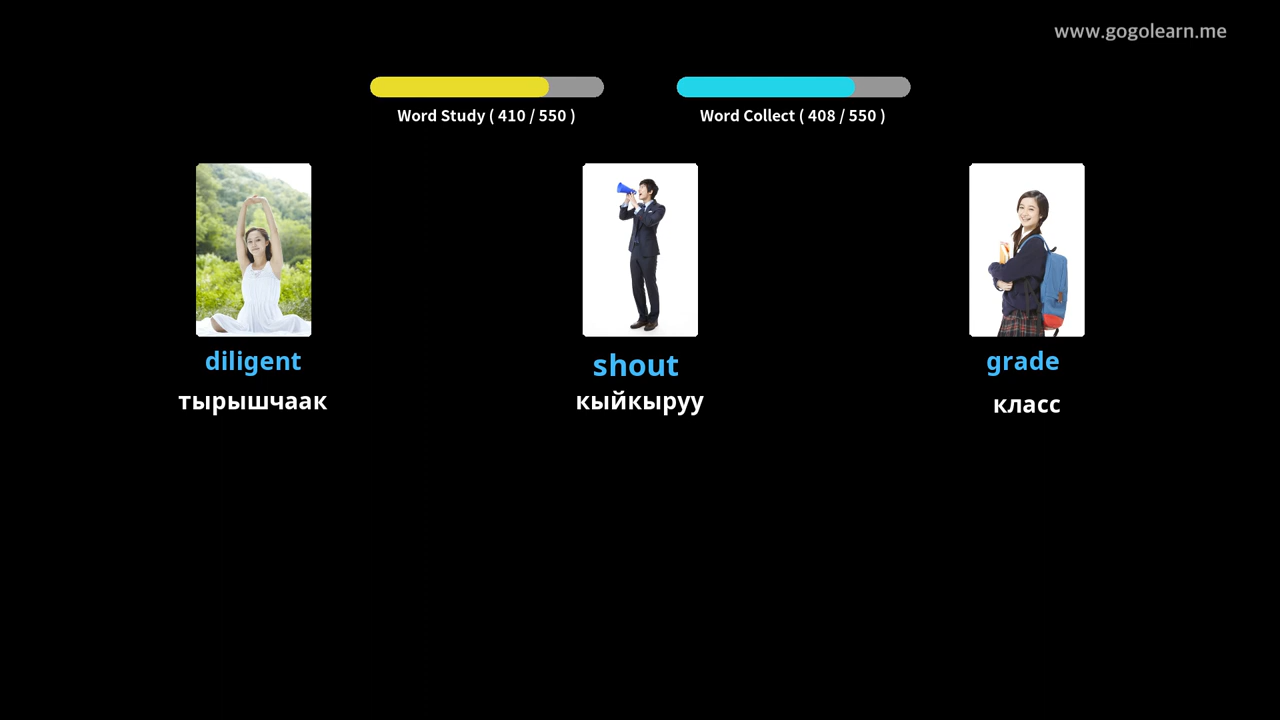 www.gogolearn.me
Word Study ( 410 / 550 )
Word Collect ( 408 / 550 )
diligent
тырышчаак
shout
кыйкыруу
grade
класс